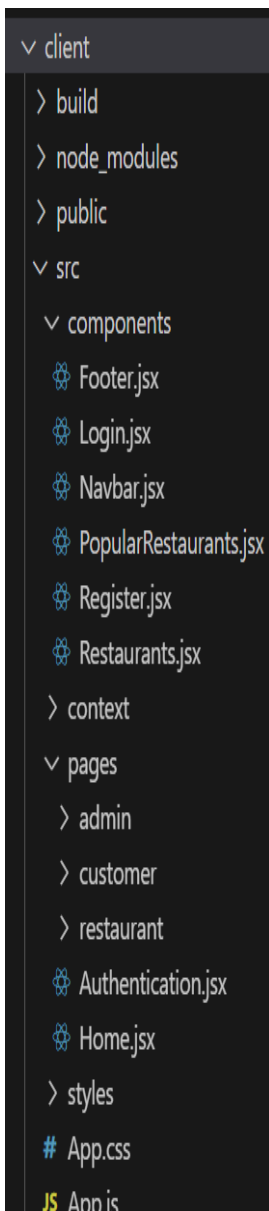 client
build
node_modules
public
src
components
Footer.jsx
Login.jsx
Navbar.jsx
PopularRestaurants.jsx
Register.jsx
Restaurants.jsx
context
pages
admin
customer
restaurant
Authentication.jsx
Home.jsx
styles
# App.css
JS App.js